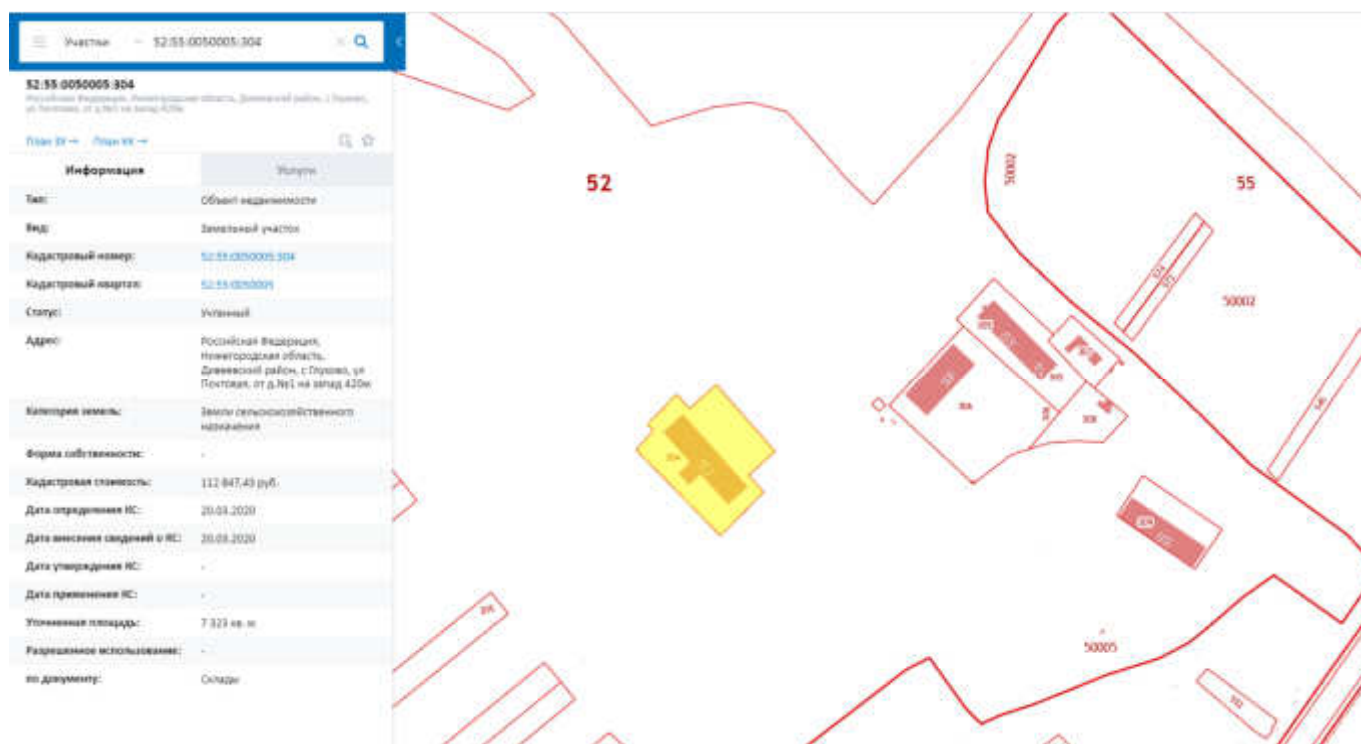 Участки 52:55:0050005:304
52:55:0050005:304
Российская Федерация, Нижегородская область, Дивеевский район, с Глухово,
ул Почтовая, от д.№1 на запад 420м
План ЗУ → План КК →
Информация Услуги
Тип: Объект недвижимости
Вид: Земельный участок
Кадастровый номер: 52:55:0050005:304
Кадастровый квартал: 52:55:0050005
Статус: Учтенный
Адрес: Российская Федерация,
Нижегородская область,
Дивеевский район, с Глухово, ул
Почтовая, от д.№1 на запад 420м
Категория земель: Земли сельскохозяйственного
назначения
Форма собственности: -
Кадастровая стоимость: 112 847,43 руб.
Дата определения КС: 20.03.2020
Дата внесения сведений о КС: 20.03.2020
Дата утверждения КС: -
Дата применения КС: -
Уточненная площадь: 7 323 кв. м
Разрешенное использование: -
по документу: Склады
52
50002
55
50002
50005